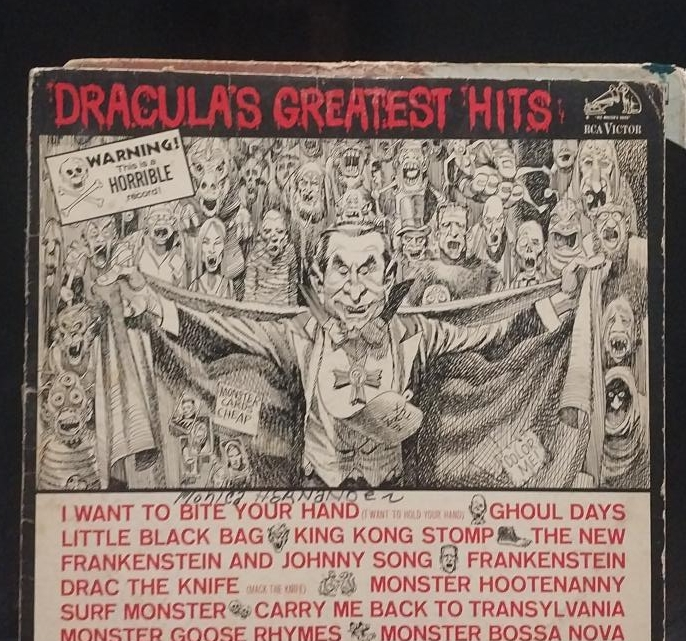 DRACULA'S GREATEST HITS
RCA VICTOR
WARNING!
This is a
HORRIBLE
record!
MONSTER
CARDS
CHEAP
COLOR
ME!
Monica HERNANDEZ
I WANT TO BITE YOUR HAND (I WANT TO HOLD YOUR HAND) GHOUL DAYS
LITTLE BLACK BAG KING KONG STOMP THE NEW
FRANKENSTEIN AND JOHNNY SONG FRANKENSTEIN
DRAC THE KNIFE (MACK THE KNIFE) MONSTER HOOTENANNY
SURF MONSTER CARRY ME BACK TO TRANSYLVANIA
MONSTER GOOSE RHYMES MONSTER BOSSA NOVA